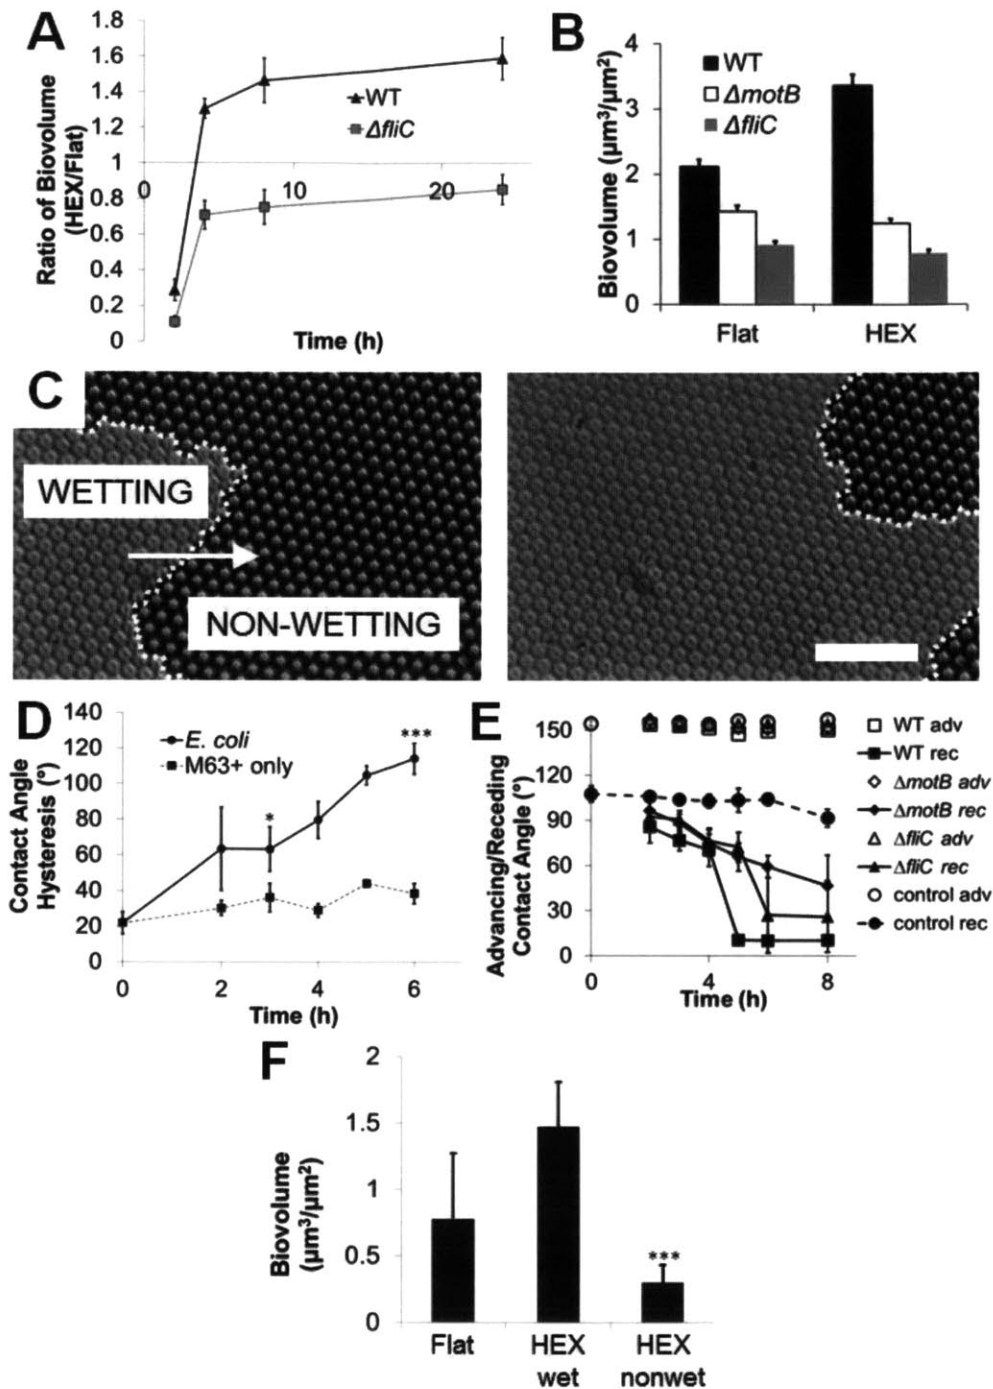 A
Ratio of Biovolume
(HEX/Flat)
1.8
1.6
1.4
1.2
1
0.8
0.6
0.4
0.2
0
0
10
20
WT
ΔfliC
Time (h)
B
Biovolume (μm³/μm²)
4
3
2
1
0
WT
ΔmotB
ΔfliC
Flat
HEX
C
WETTING
NON-WETTING
D
Contact Angle
Hysteresis (°)
140
120
100
80
60
40
20
0
E. coli
M63+ only
*
***
0
2
4
6
Time (h)
E
Advancing/Receding
Contact Angle (°)
150
120
90
60
30
0
0
4
8
Time (h)
WT adv
WT rec
ΔmotB adv
ΔmotB rec
ΔfliC adv
ΔfliC rec
control adv
control rec
F
Biovolume
(μm³/μm²)
2
1.5
1
0.5
0
***
Flat
HEX
wet
HEX
nonwet